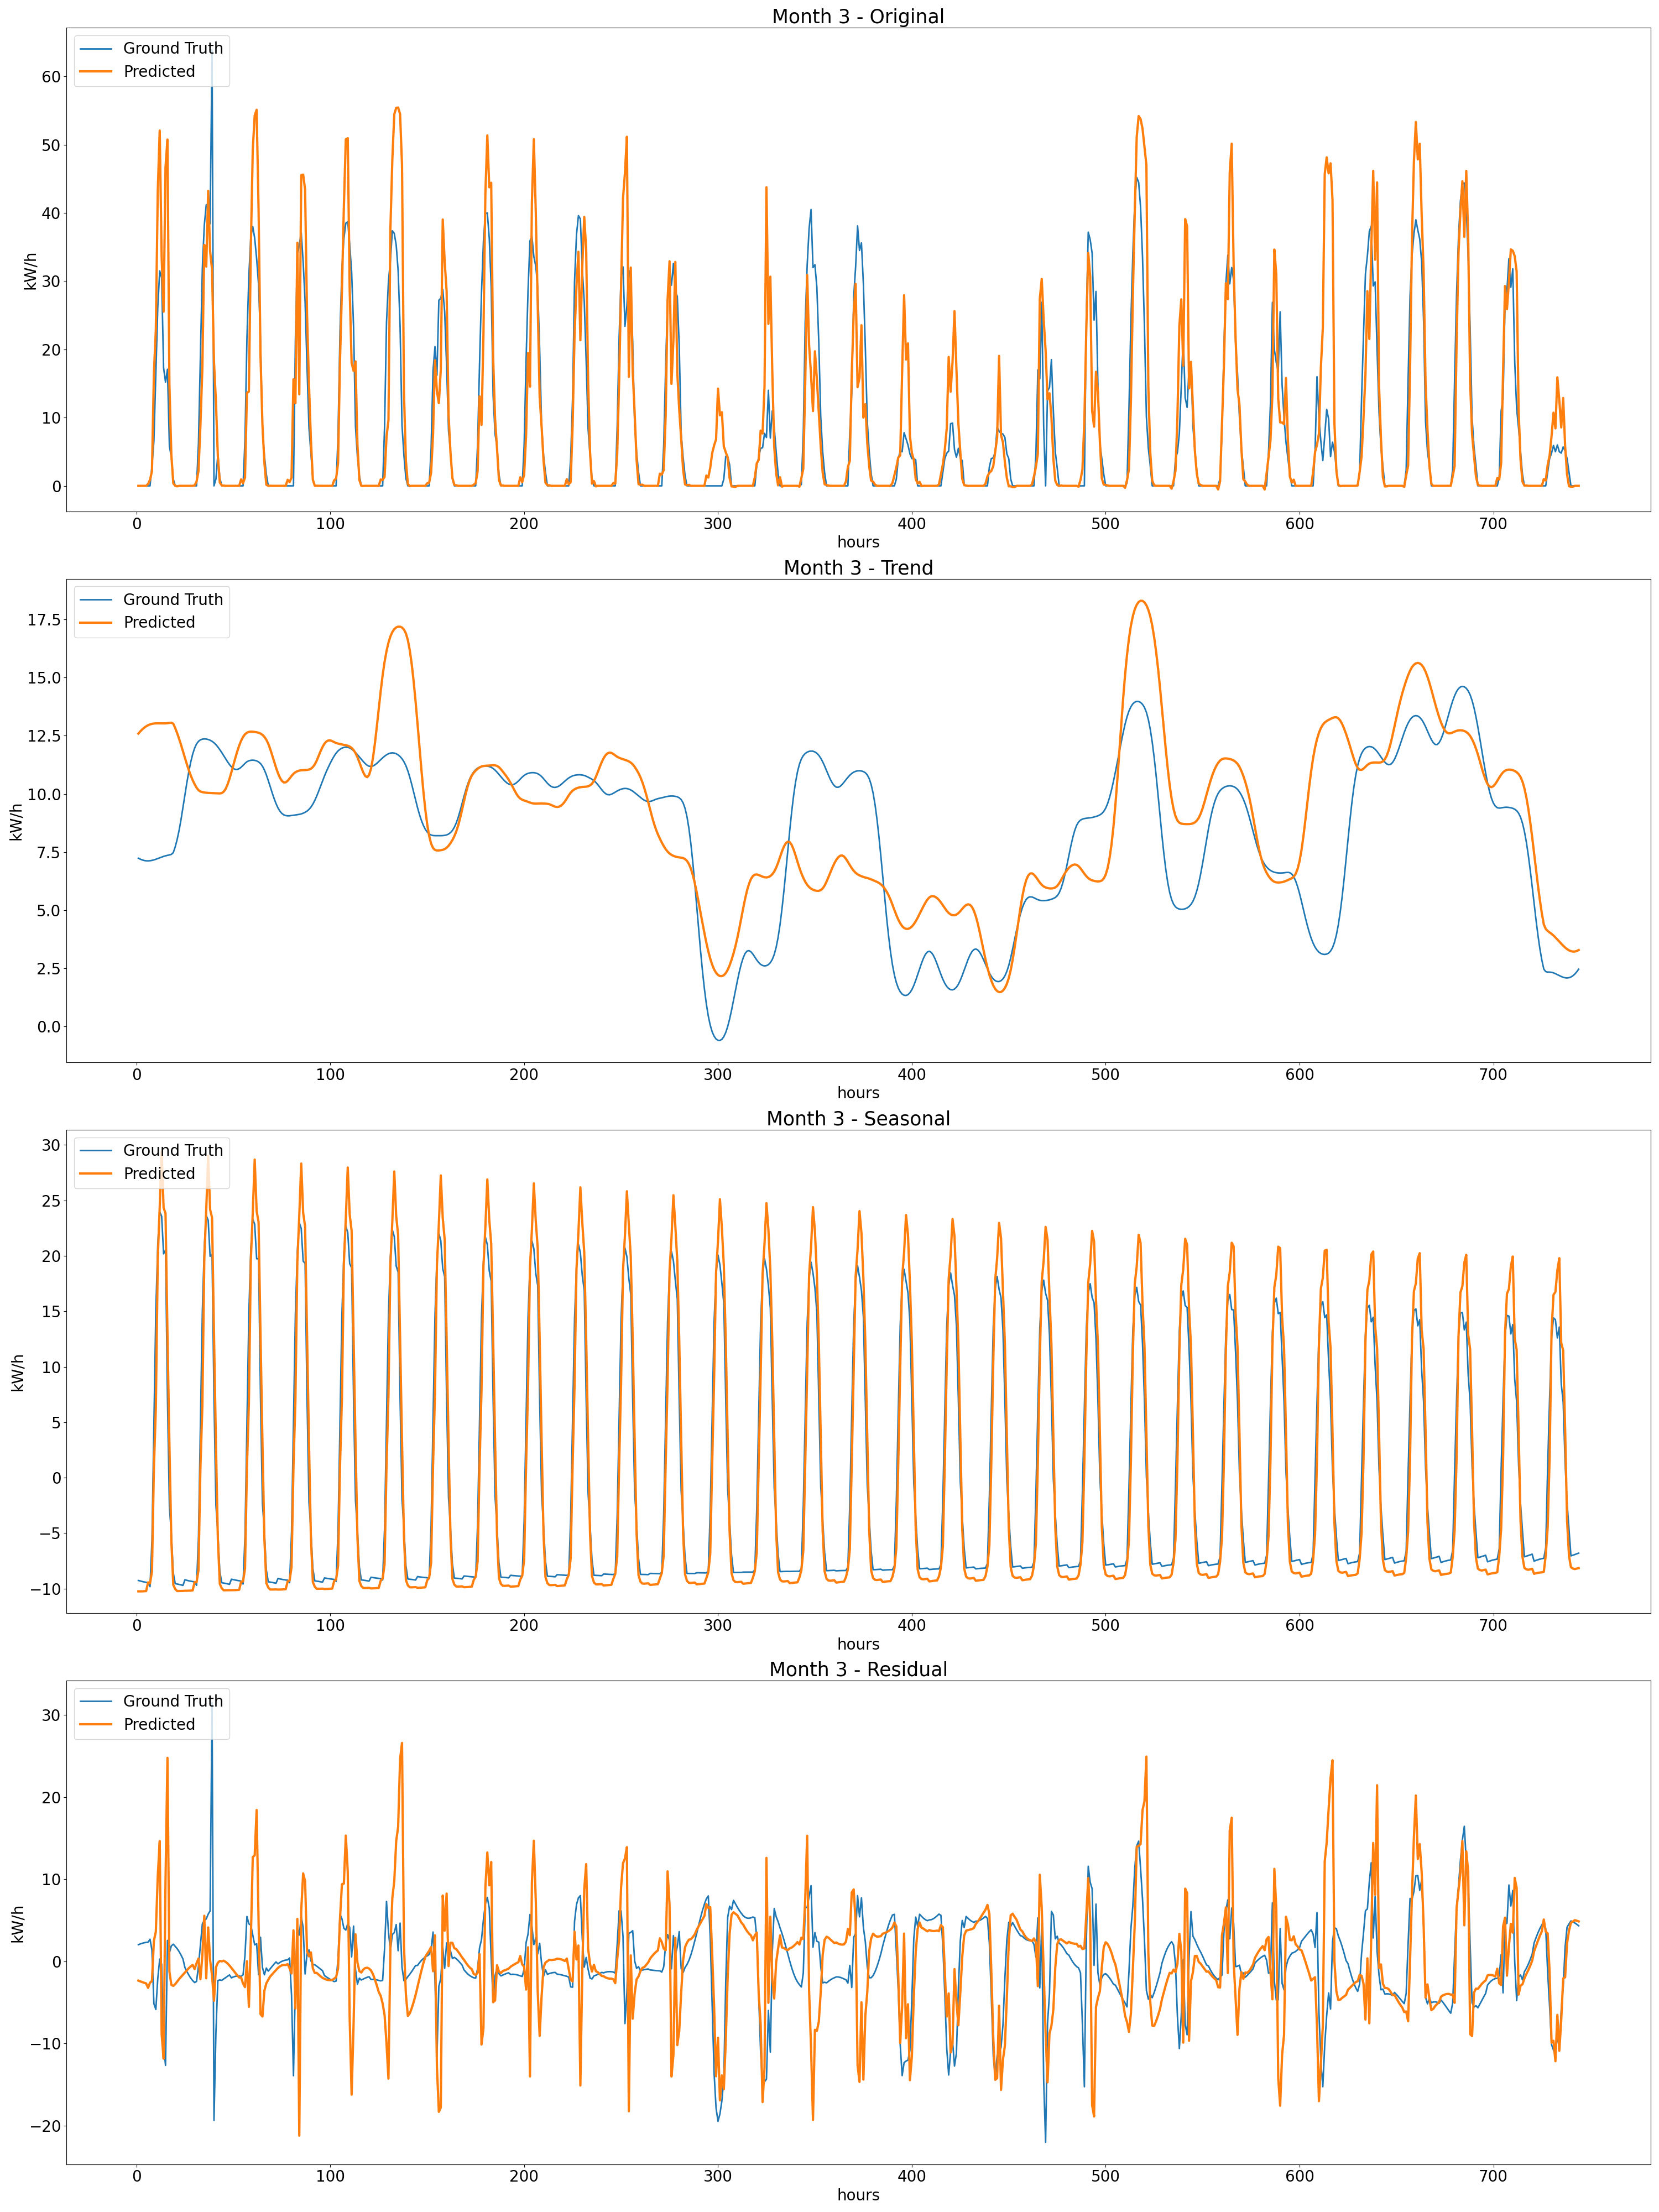 Month 3 - Original
Ground Truth
Predicted
60
50
40
30
20
10
0
kW/h
0 100 200 300 400 500 600 700
hours
Month 3 - Trend
Ground Truth
Predicted
17.5
15.0
12.5
10.0
7.5
5.0
2.5
0.0
kW/h
0 100 200 300 400 500 600 700
hours
Month 3 - Seasonal
Ground Truth
Predicted
30
25
20
15
10
5
0
−5
−10
kW/h
0 100 200 300 400 500 600 700
hours
Month 3 - Residual
Ground Truth
Predicted
30
20
10
0
−10
−20
kW/h
0 100 200 300 400 500 600 700
hours